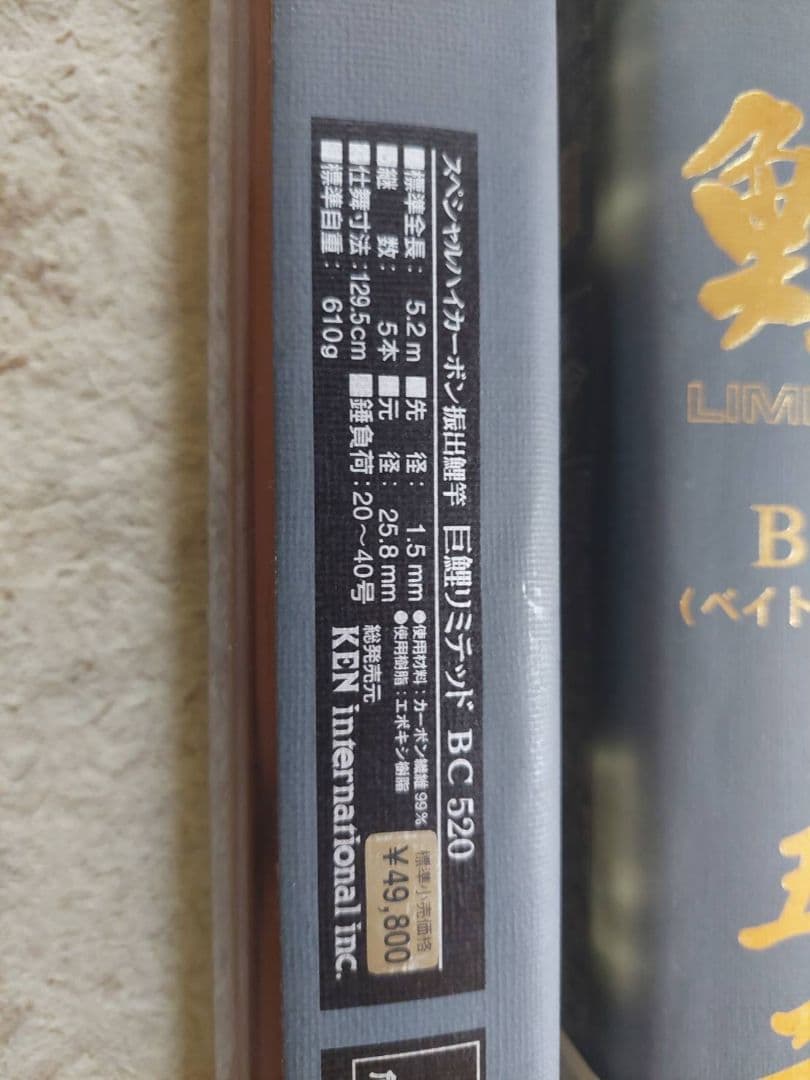 スペシャルハイカーボン振出鯉竿 巨鯉リミテッド BC 520
■標準全長: 5.2m ■先 径: 1.5mm ●使用材料:カーボン繊維99%
■継 数: 5本 ■元 径: 25.8mm ●使用樹脂:エポキシ樹脂
■仕舞寸法:129.5cm ■錘負荷:20〜40号 総発売元
■標準自重: 610g KEN international inc.
標準小売価格
¥49,800
LIM
B
(ベイト